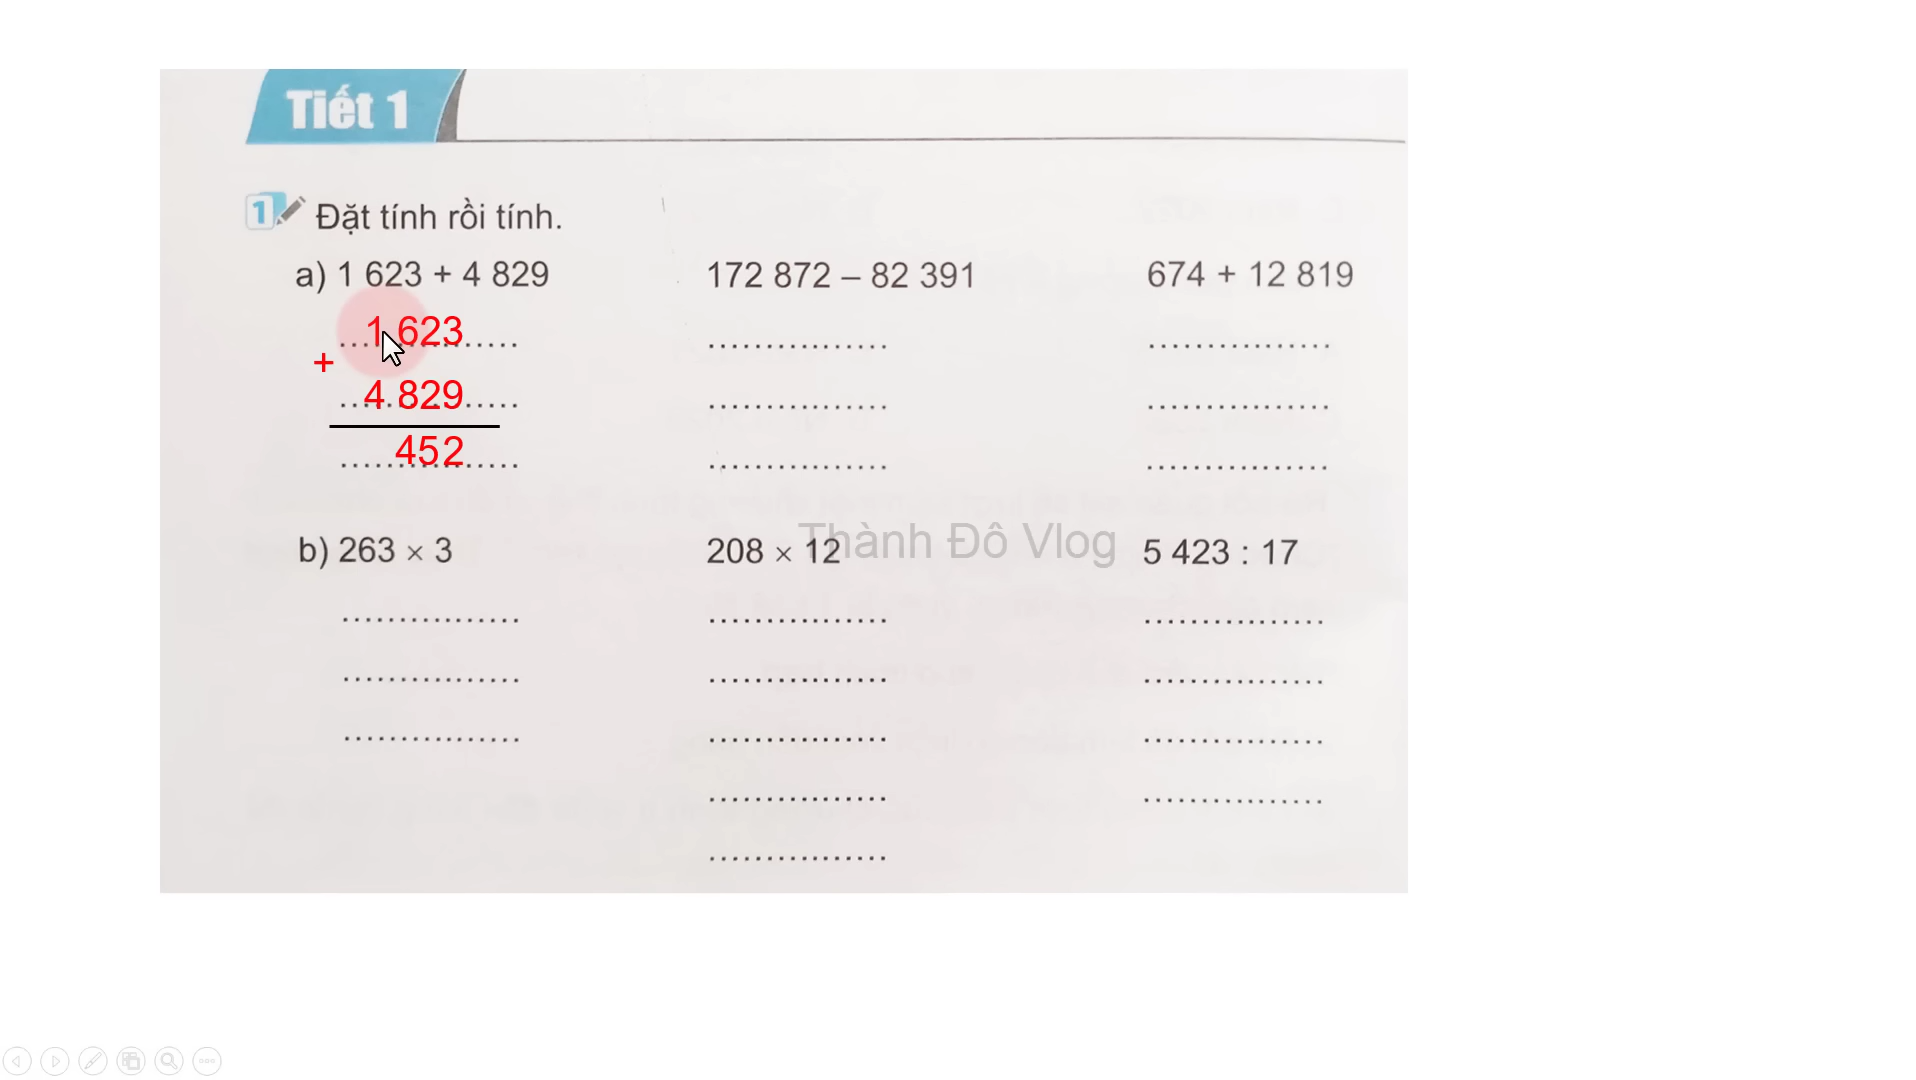 Tiết 1
1 Đặt tính rồi tính.
a) 1 623 + 4 829 172 872 – 82 391 674 + 12 819
1 623 ................ ................
+
4 829 ................ ................
452 ................ ................
Thành Đô Vlog
b) 263 × 3 208 × 12 5 423 : 17
................ ................ ................
................ ................ ................
................ ................ ................
................ ................
................